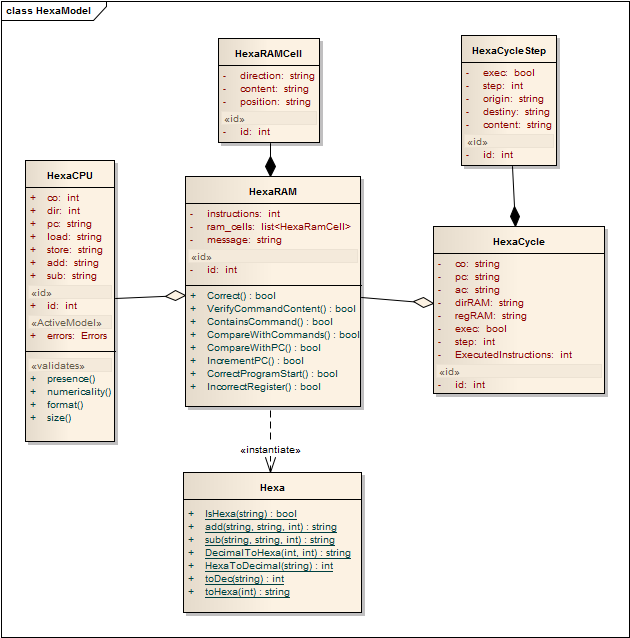 class HexaModel
HexaRAMCell
- direction: string
- content: string
- position: string
«id»
- id: int
HexaCycleStep
- exec: bool
- step: int
- origin: string
- destiny: string
- content: string
«id»
- id: int
HexaCPU
+ co: int
+ dir: int
+ pc: string
+ load: string
+ store: string
+ add: string
+ sub: string
«id»
+ id: int
«ActiveModel»
+ errors: Errors
«validates»
+ presence()
+ numericality()
+ format()
+ size()
HexaRAM
- instructions: int
- ram_cells: list<HexaRamCell>
- message: string
«id»
- id: int
+ Correct() : bool
+ VerifyCommandContent() : bool
+ ContainsCommand() : bool
+ CompareWithCommands() : bool
+ CompareWithPC() : bool
+ IncrementPC() : bool
+ CorrectProgramStart() : bool
+ IncorrectRegister() : bool
HexaCycle
- co: string
- pc: string
- ac: string
- dirRAM: string
- regRAM: string
- exec: bool
- step: int
- ExecutedInstructions: int
«id»
- id: int
«instantiate»
Hexa
+ IsHexa(string) : bool
+ add(string, string, int) : string
+ sub(string, string, int) : string
+ DecimalToHexa(int, int) : string
+ HexaToDecimal(string) : int
+ toDec(string) : int
+ toHexa(int) : string